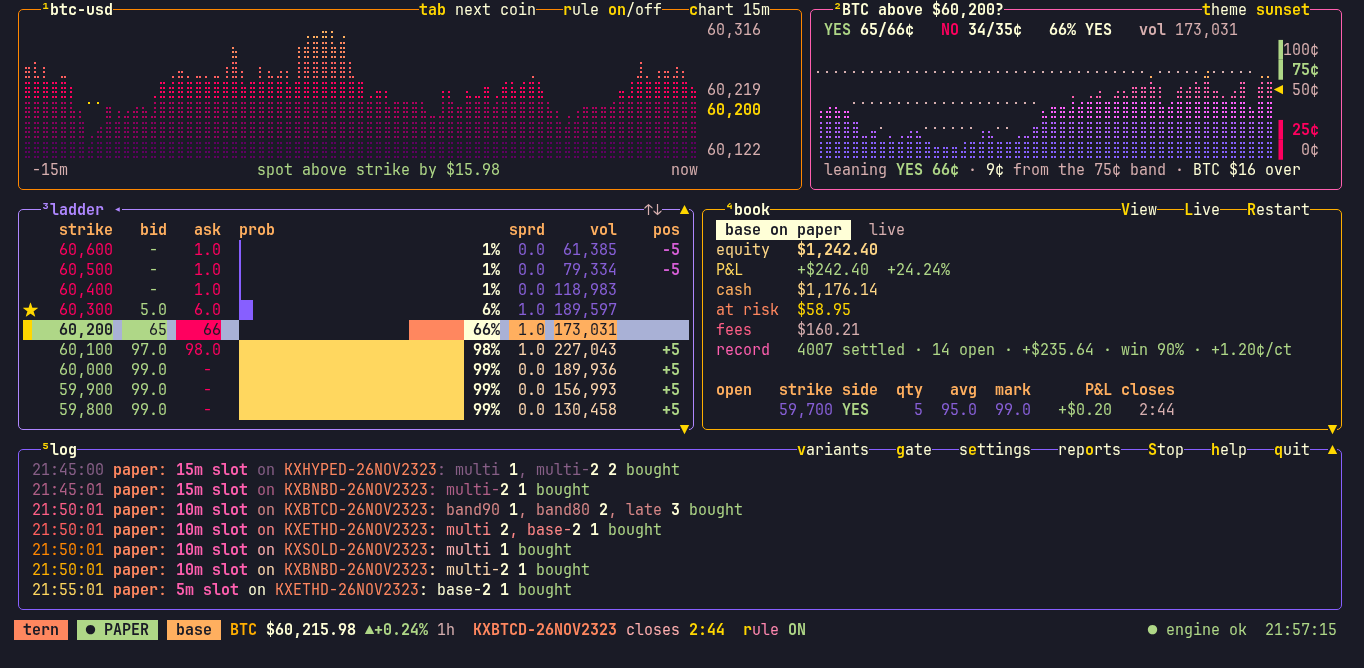 ¹btc-usd tab next coin rule on/off chart 15m
60,316
60,219
60,200
60,122
-15m spot above strike by $15.98 now
²BTC above $60,200? theme sunset
YES 65/66¢ NO 34/35¢ 66% YES vol 173,031
100¢
75¢
◀ 50¢
25¢
0¢
leaning YES 66¢ · 9¢ from the 75¢ band · BTC $16 over
³ladder ◂ ↑↓ ▲
strike bid ask prob sprd vol pos
60,600 - 1.0 1% 0.0 61,385 -5
60,500 - 1.0 1% 0.0 79,334 -5
60,400 - 1.0 1% 0.0 118,983
★ 60,300 5.0 6.0 6% 1.0 189,597
60,200 65 66 66% 1.0 173,031
60,100 97.0 98.0 98% 1.0 227,043 +5
60,000 99.0 - 99% 0.0 189,936 +5
59,900 99.0 - 99% 0.0 156,993 +5
59,800 99.0 - 99% 0.0 130,458 +5
▼
⁴book View Live Restart
base on paper live
equity $1,242.40
P&L +$242.40 +24.24%
cash $1,176.14
at risk $58.95
fees $160.21
record 4007 settled · 14 open · +$235.64 · win 90% · +1.20¢/ct
open strike side qty avg mark P&L closes
59,700 YES 5 95.0 99.0 +$0.20 2:44
▼
⁵log variants gate settings reports Stop help quit ▲
21:45:00 paper: 15m slot on KXHYPED-26NOV2323: multi 1, multi-2 2 bought
21:45:01 paper: 15m slot on KXBNBD-26NOV2323: multi-2 1 bought
21:50:01 paper: 10m slot on KXBTCD-26NOV2323: band90 1, band80 2, late 3 bought
21:50:01 paper: 10m slot on KXETHD-26NOV2323: multi 2, base-2 1 bought
21:50:01 paper: 10m slot on KXSOLD-26NOV2323: multi 1 bought
21:50:01 paper: 10m slot on KXBNBD-26NOV2323: multi-2 1 bought
21:55:01 paper: 5m slot on KXETHD-26NOV2323: base-2 1 bought
tern ● PAPER base BTC $60,215.98 ▲+0.24% 1h KXBTCD-26NOV2323 closes 2:44 rule ON ● engine ok 21:57:15